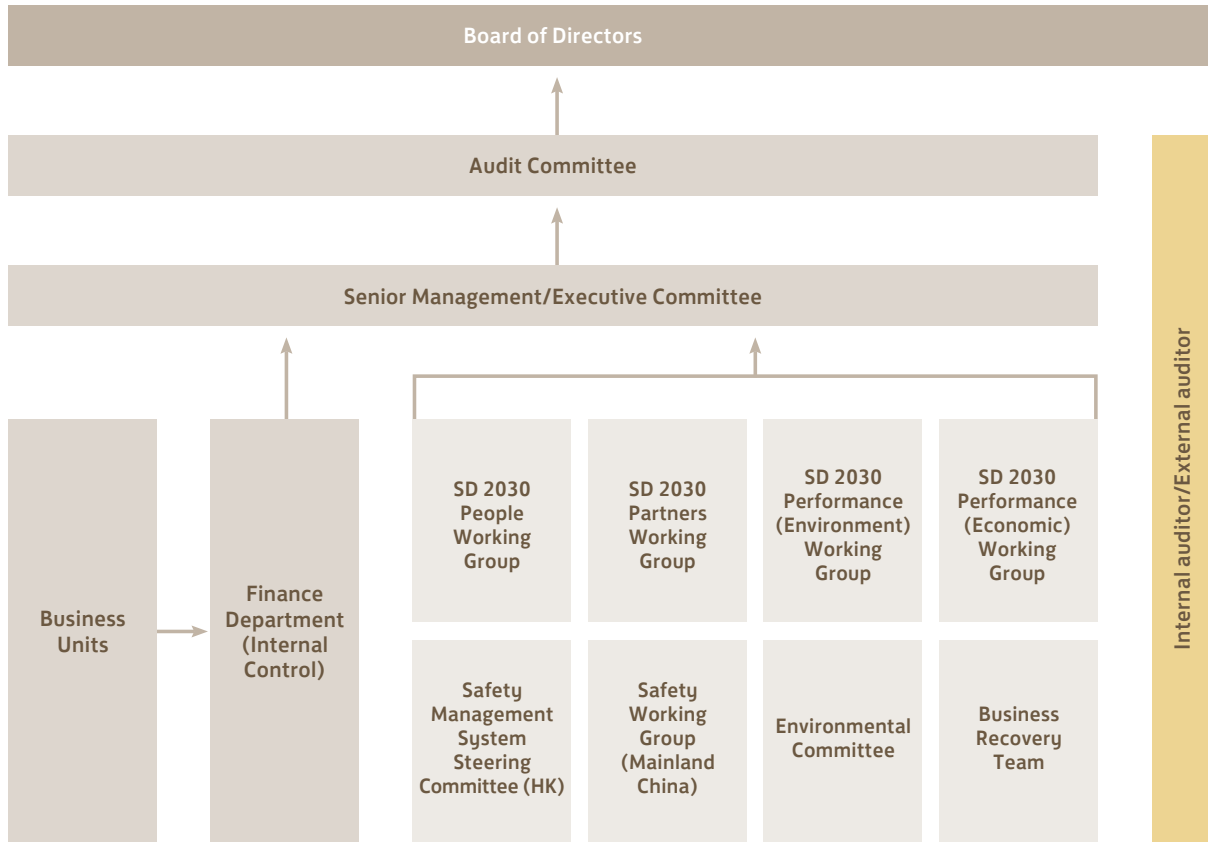 Board of Directors
Audit Committee
Senior Management/Executive Committee
Business
Units
Finance
Department
(Internal
Control)
SD 2030
People
Working
Group
SD 2030
Partners
Working
Group
SD 2030
Performance
(Environment)
Working
Group
SD 2030
Performance
(Economic)
Working
Group
Safety
Management
System
Steering
Committee (HK)
Safety
Working
Group
(Mainland
China)
Environmental
Committee
Business
Recovery
Team
Internal auditor/External auditor